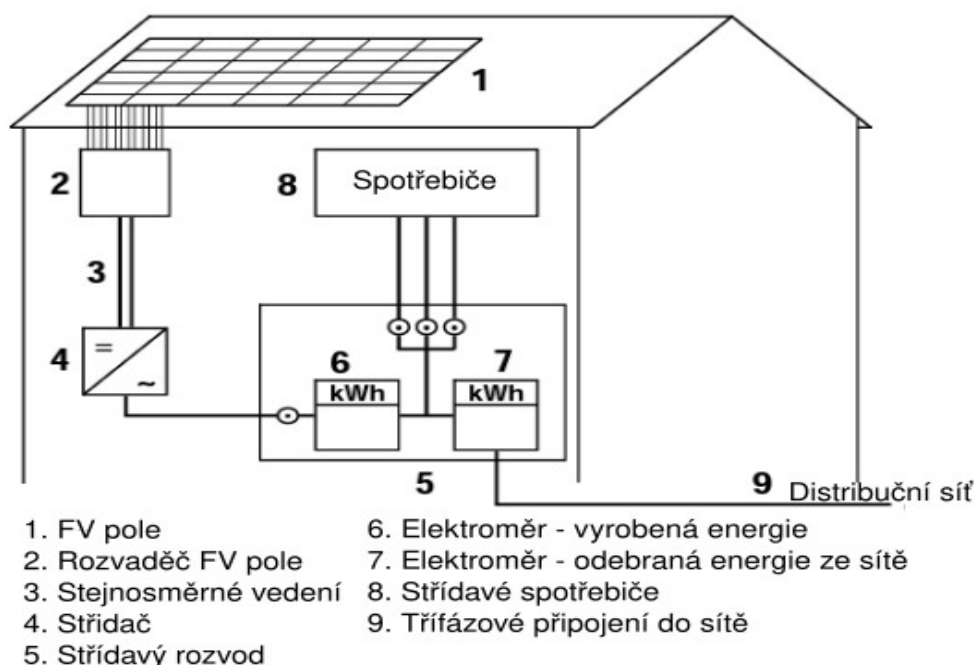 1
2
8 Spotřebiče
3
4
=
~
6
7
kWh
kWh
5
9 Distribuční síť
1. FV pole
2. Rozvaděč FV pole
3. Stejnosměrné vedení
4. Střidač
5. Střídavý rozvod
6. Elektroměr - vyrobená energie
7. Elektroměr - odebraná energie ze sítě
8. Střídavé spotřebiče
9. Třífázové připojení do sítě